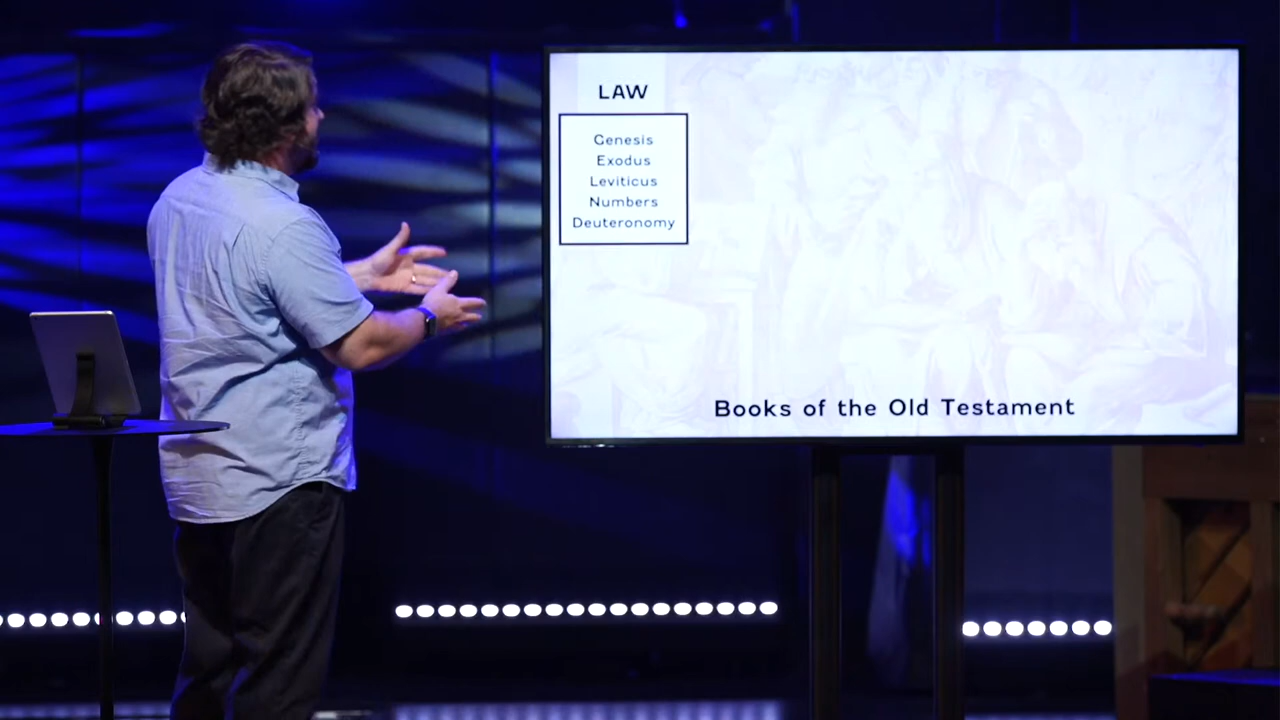 LAW
Genesis
Exodus
Leviticus
Numbers
Deuteronomy
Books of the Old Testament